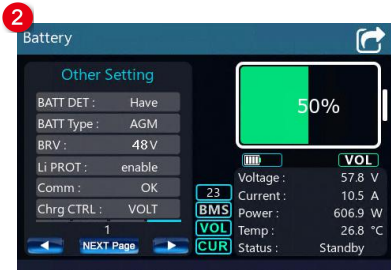 2
Battery
Other Setting
BATT DET : Have
BATT Type : AGM
BRV : 48 V
Li PROT : enable
Comm : OK
Chrg CTRL : VOLT
1
NEXT Page
50%
VOL
23
BMS
VOL
CUR
Voltage : 57.8 V
Current : 10.5 A
Power : 606.9 W
Temp : 26.8 °C
Status : Standby